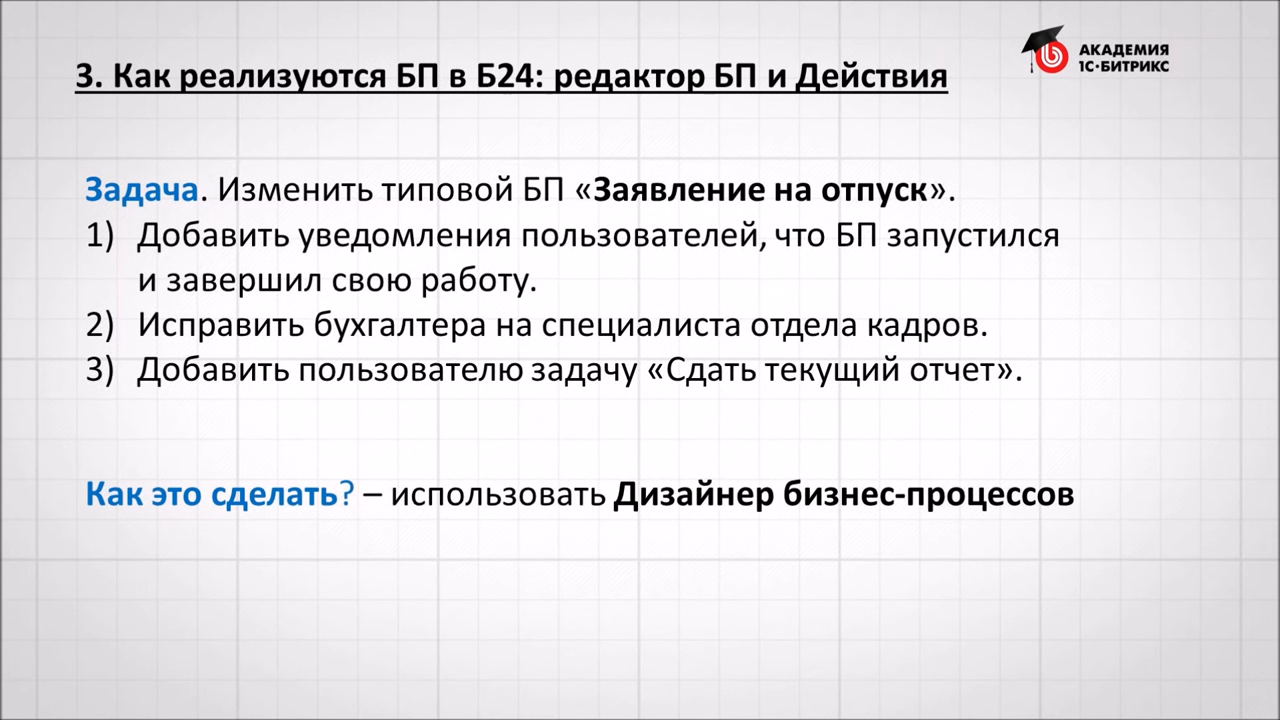 3. Как реализуются БП в Б24: редактор БП и Действия
АКАДЕМИЯ
1С•БИТРИКС
Задача. Изменить типовой БП «Заявление на отпуск».
1) Добавить уведомления пользователей, что БП запустился
и завершил свою работу.
2) Исправить бухгалтера на специалиста отдела кадров.
3) Добавить пользователю задачу «Сдать текущий отчет».
Как это сделать? – использовать Дизайнер бизнес-процессов